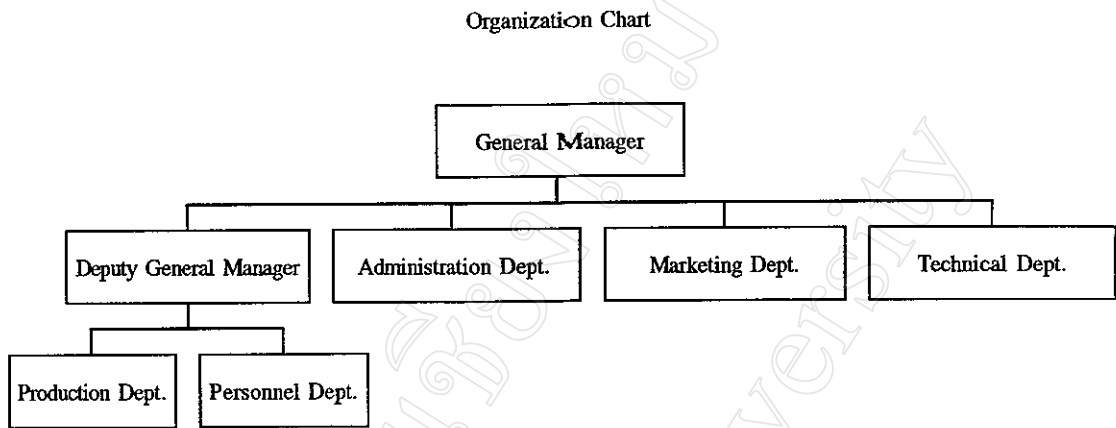 Organization Chart
General Manager
Deputy General Manager
Administration Dept.
Marketing Dept.
Technical Dept.
Production Dept.
Personnel Dept.